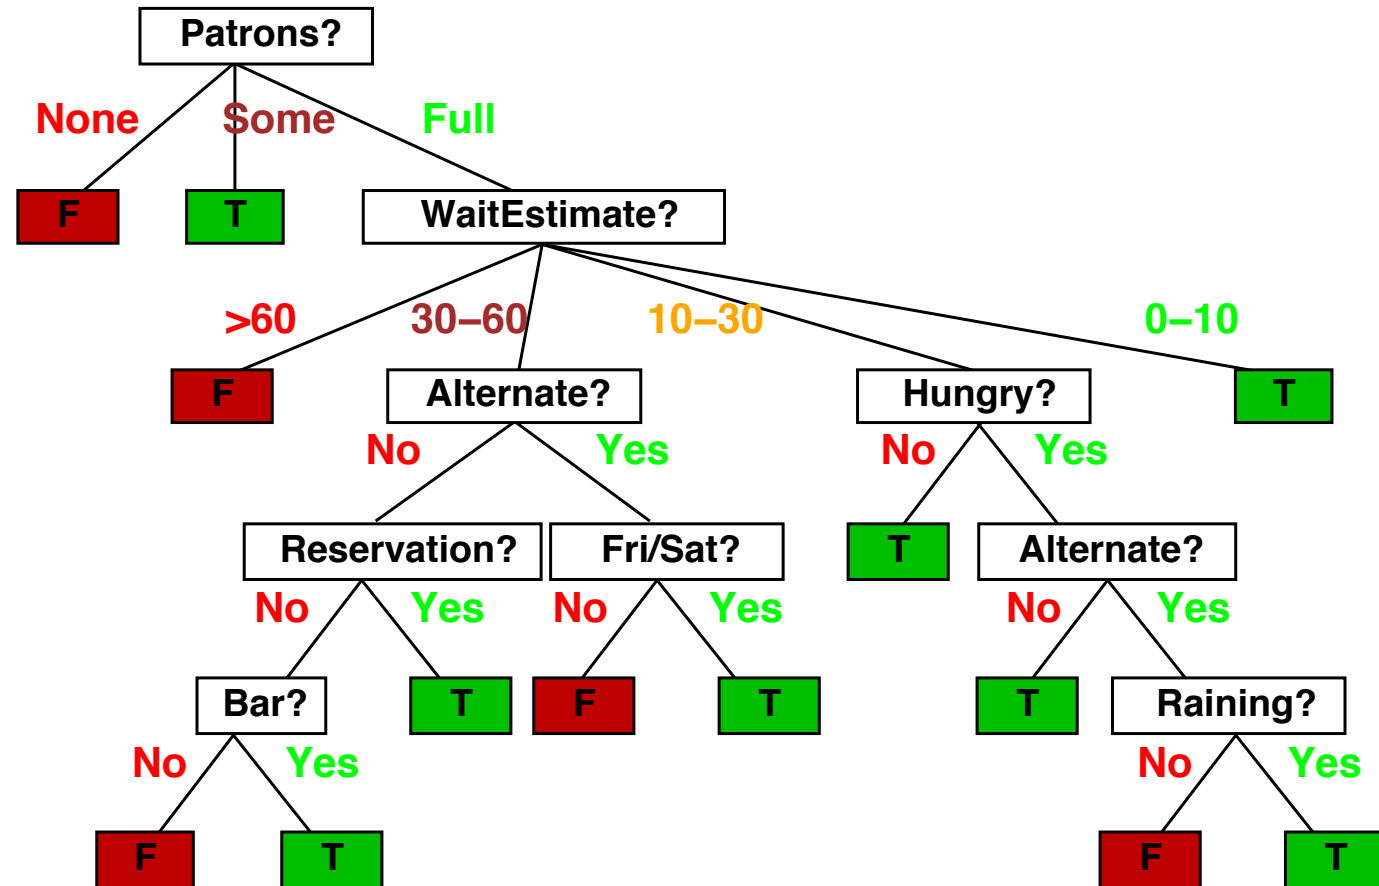 Patrons?
None Some Full
F T WaitEstimate?
>60 30–60 10–30 0–10
F Alternate? Hungry? T
No Yes No Yes
Reservation? Fri/Sat? T Alternate?
No Yes No Yes No Yes
Bar? T F T T Raining?
No Yes No Yes
F T F T